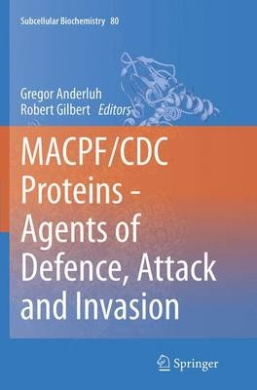 Subcellular Biochemistry 80
Gregor Anderluh
Robert Gilbert Editors
MACPF/CDC
Proteins -
Agents of
Defence, Attack
and Invasion
Springer